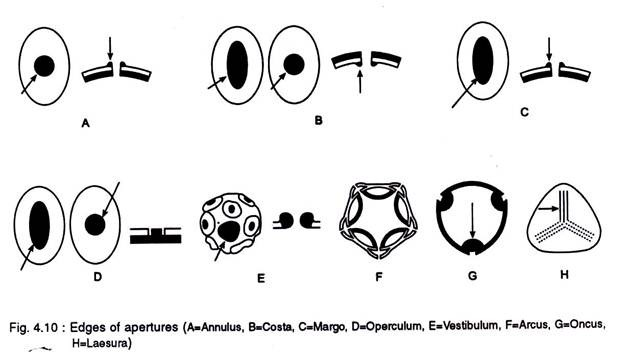 A
B
C
D
E
F
G
H
Fig. 4.10 : Edges of apertures (A=Annulus, B=Costa, C=Margo, D=Operculum, E=Vestibulum, F=Arcus, G=Oncus,
H=Laesura)